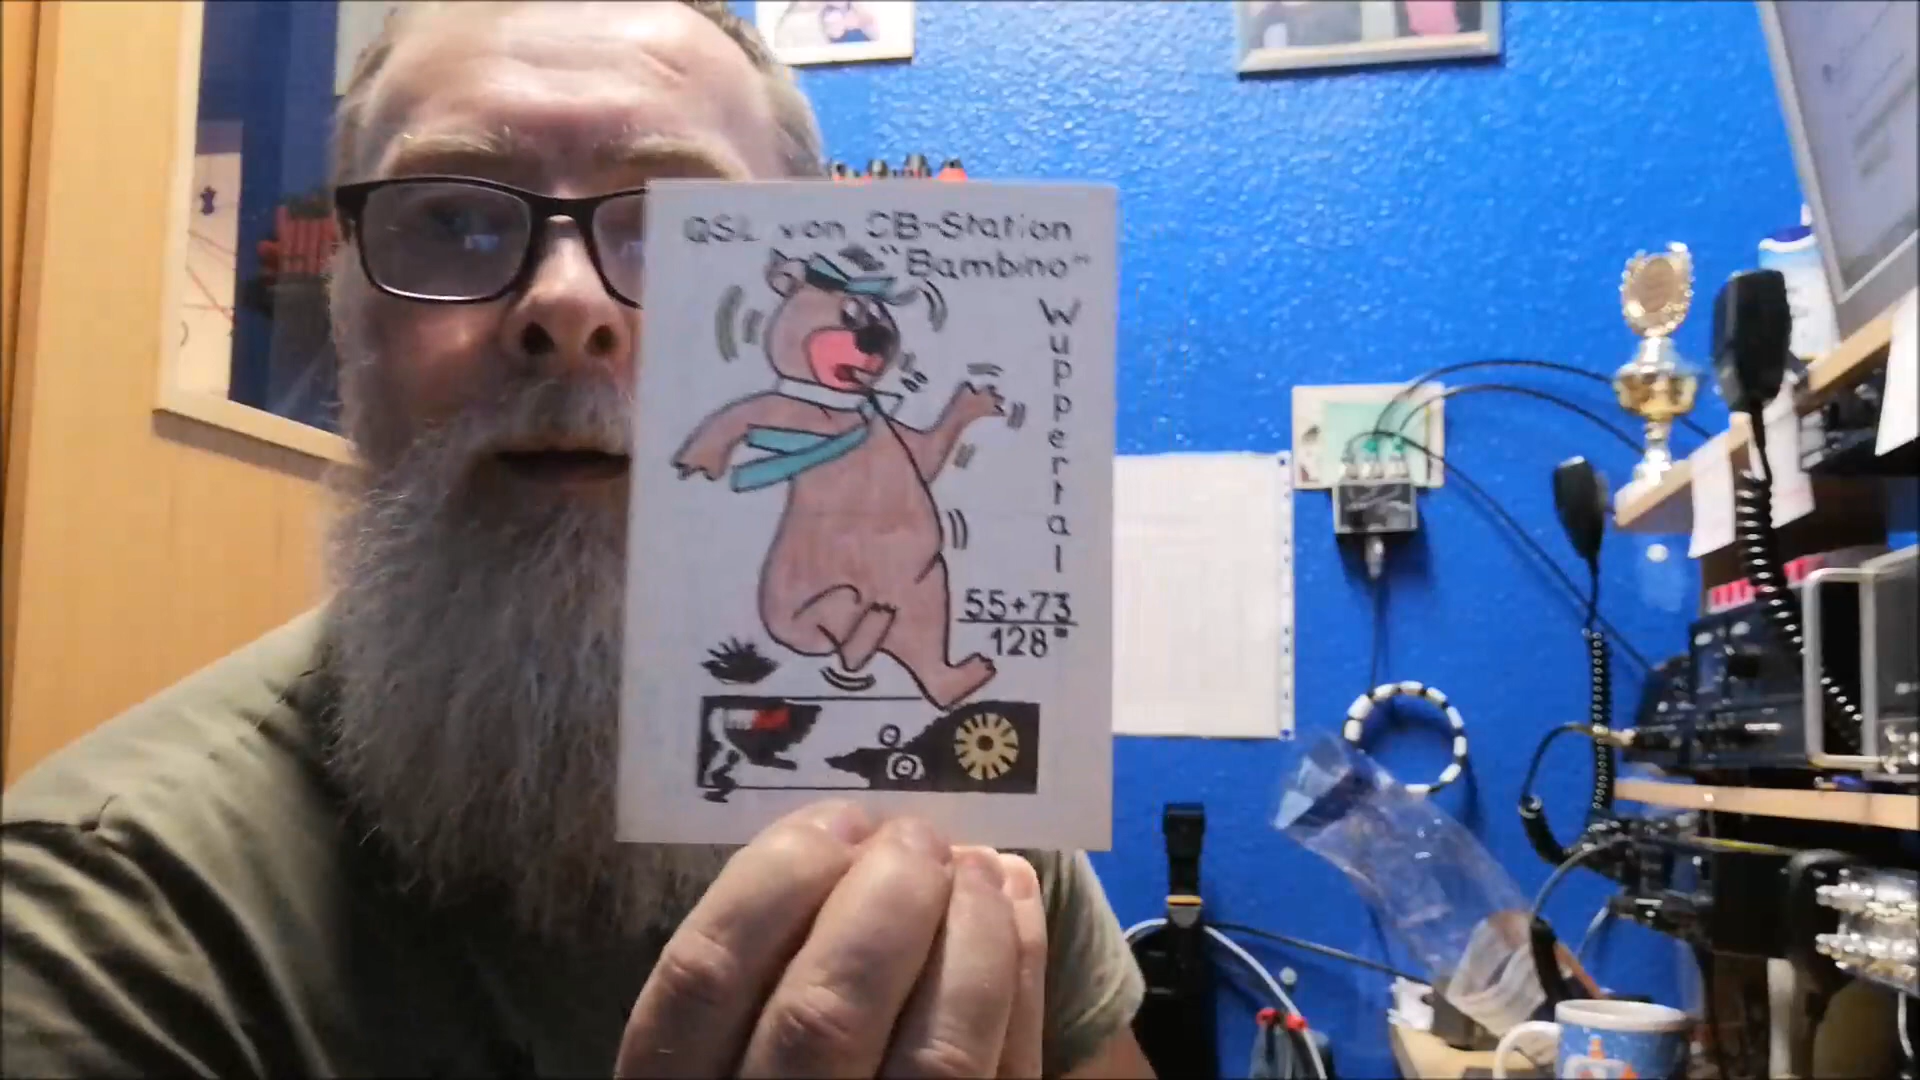 QSL von CB-Station
"Bambino"
Wuppertal
55+73
128"